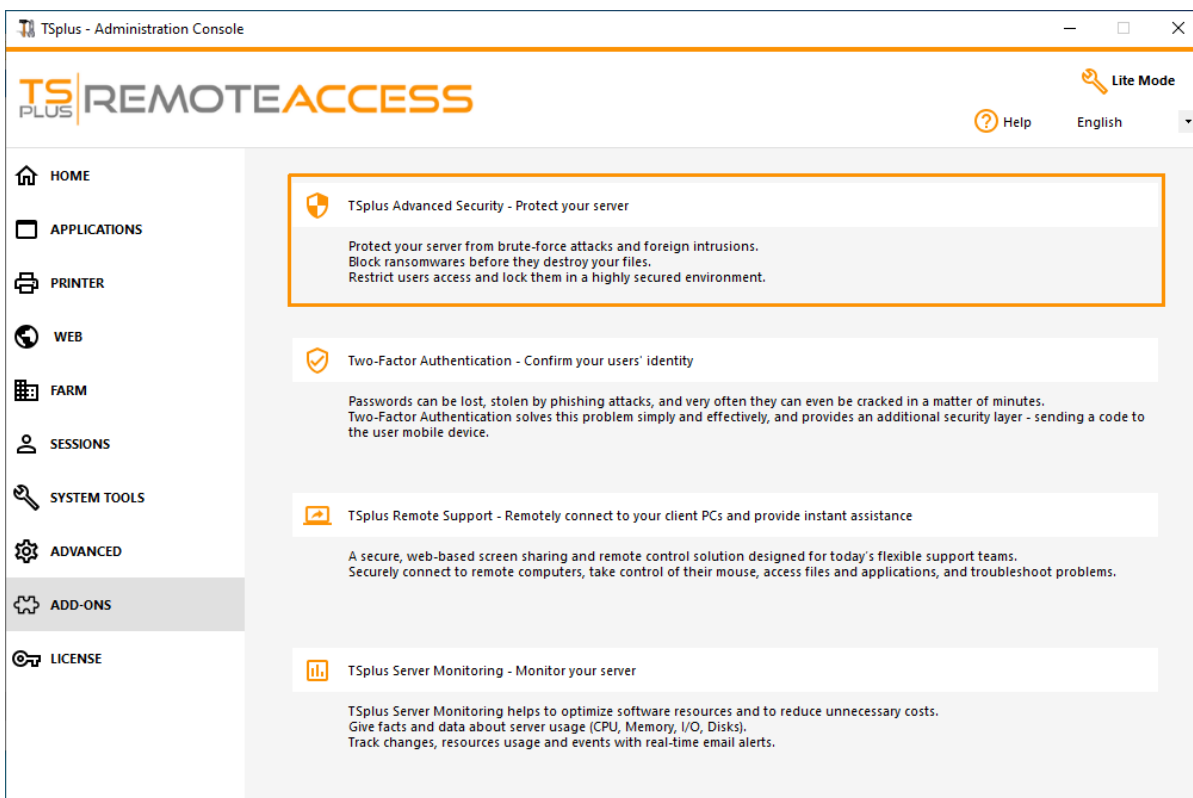 TSplus - Administration Console
TS PLUS REMOTEACCESS
Lite Mode
Help
English
HOME
APPLICATIONS
PRINTER
WEB
FARM
SESSIONS
SYSTEM TOOLS
ADVANCED
ADD-ONS
LICENSE
TSplus Advanced Security - Protect your server
Protect your server from brute-force attacks and foreign intrusions.
Block ransomwares before they destroy your files.
Restrict users access and lock them in a highly secured environment.
Two-Factor Authentication - Confirm your users' identity
Passwords can be lost, stolen by phishing attacks, and very often they can even be cracked in a matter of minutes.
Two-Factor Authentication solves this problem simply and effectively, and provides an additional security layer - sending a code to
the user mobile device.
TSplus Remote Support - Remotely connect to your client PCs and provide instant assistance
A secure, web-based screen sharing and remote control solution designed for today's flexible support teams.
Securely connect to remote computers, take control of their mouse, access files and applications, and troubleshoot problems.
TSplus Server Monitoring - Monitor your server
TSplus Server Monitoring helps to optimize software resources and to reduce unnecessary costs.
Give facts and data about server usage (CPU, Memory, I/O, Disks).
Track changes, resources usage and events with real-time email alerts.